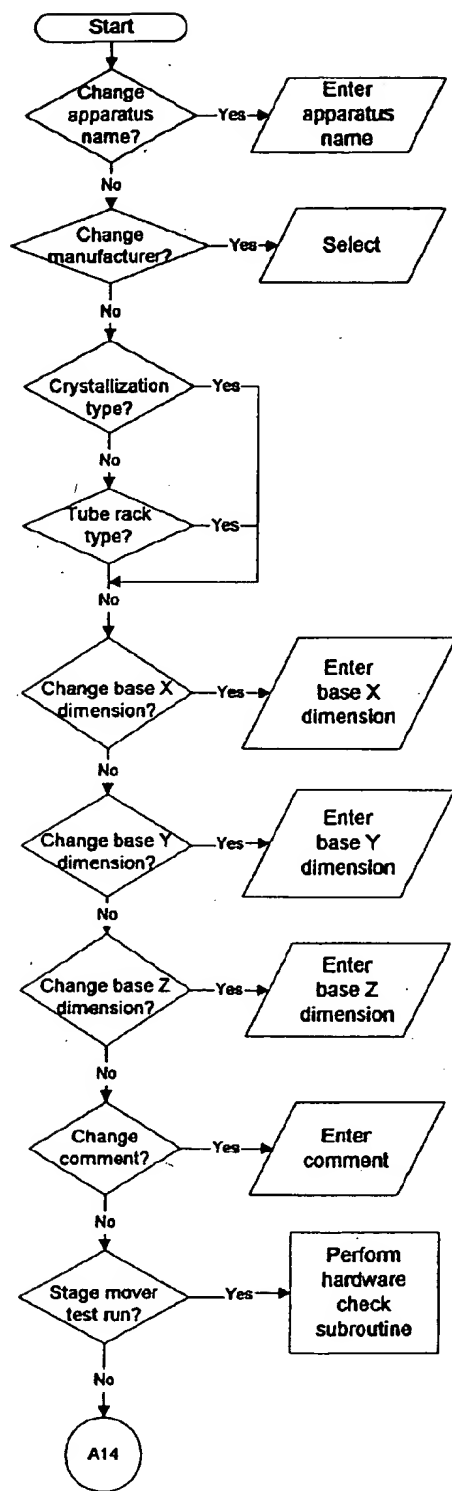 Start
Change
apparatus
name?
Yes
Enter
apparatus
name
No
Change
manufacturer?
Yes
Select
No
Crystallization
type?
Yes
No
Tube rack
type?
Yes
No
Change base X
dimension?
Yes
Enter
base X
dimension
No
Change base Y
dimension?
Yes
Enter
base Y
dimension
No
Change base Z
dimension?
Yes
Enter
base Z
dimension
No
Change
comment?
Yes
Enter
comment
No
Stage mover
test run?
Yes
Perform
hardware
check
subroutine
No
A14